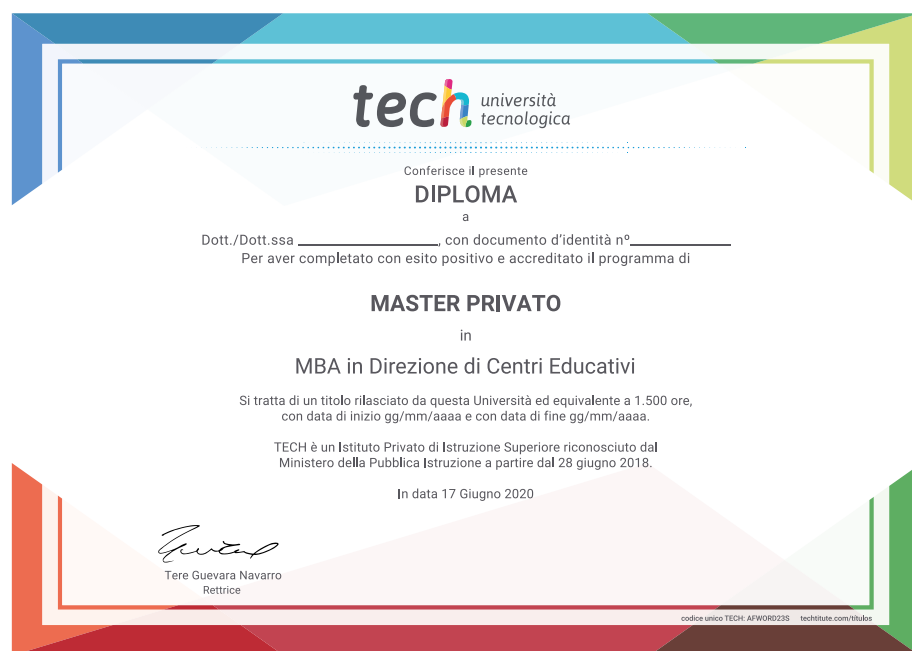 tech università
tecnologica
Conferisce il presente
DIPLOMA
a
Dott./Dott.ssa ____________________, con documento d'identità nº______________
Per aver completato con esito positivo e accreditato il programma di
MASTER PRIVATO
in
MBA in Direzione di Centri Educativi
Si tratta di un titolo rilasciato da questa Università ed equivalente a 1.500 ore,
con data di inizio gg/mm/aaaa e con data di fine gg/mm/aaaa.
TECH è un Istituto Privato di Istruzione Superiore riconosciuto dal
Ministero della Pubblica Istruzione a partire dal 28 giugno 2018.
In data 17 Giugno 2020
Tere Guevara Navarro
Rettrice
codice unico TECH: AFWORD23S techtitute.com/títulos